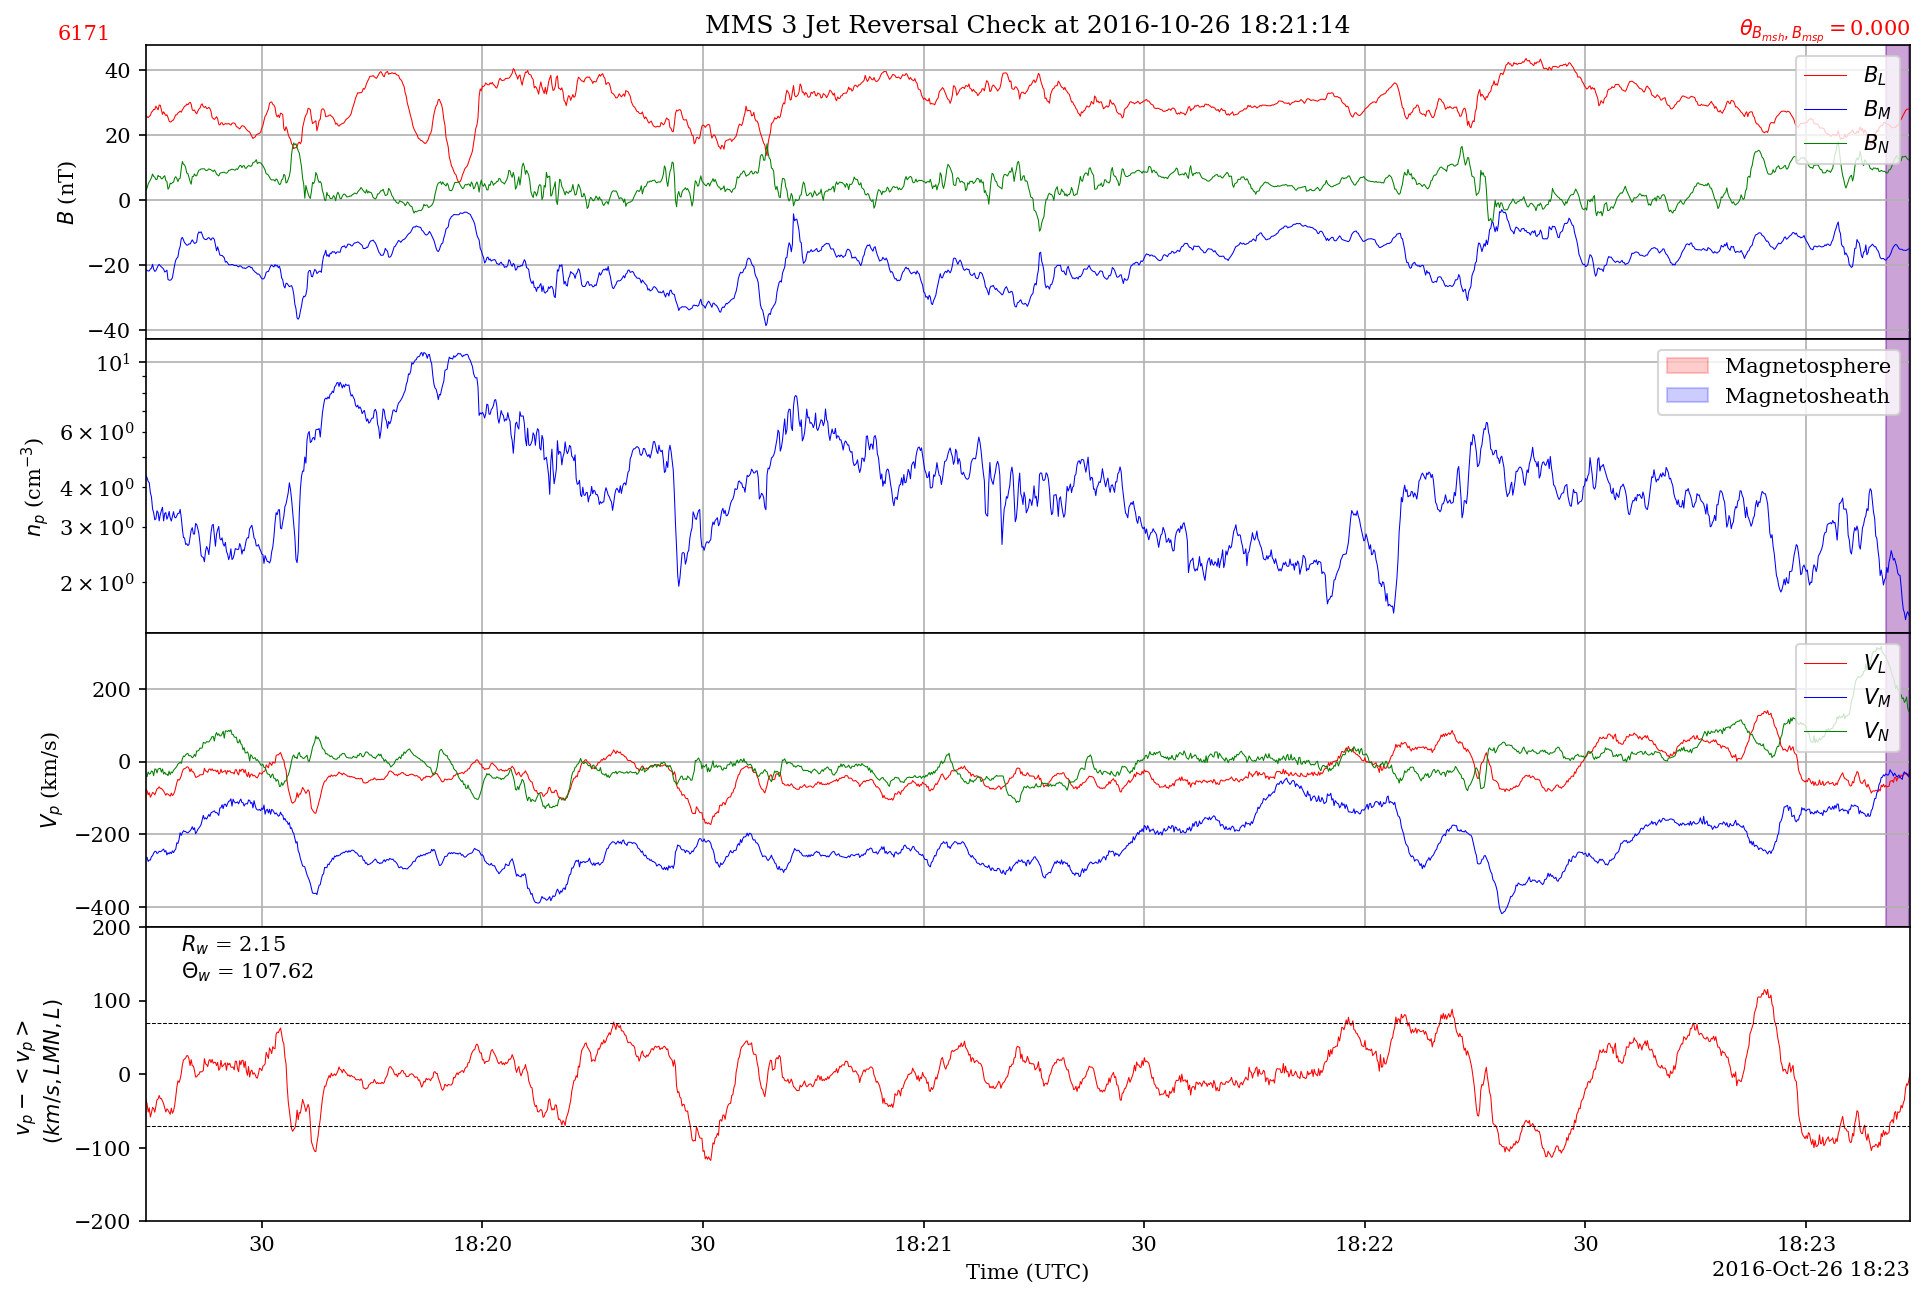 MMS 3 Jet Reversal Check at 2016-10-26 18:21:14
6171
θ_{B_{msh}, B_{msp}} = 0.000
40
20
0
−20
−40
B (nT)
B_L
B_M
B_N
10^1
6 × 10^0
4 × 10^0
3 × 10^0
2 × 10^0
n_p (cm^{−3})
Magnetosphere
Magnetosheath
200
0
−200
−400
V_p (km/s)
V_L
V_M
V_N
200
100
0
−100
−200
v_p − < v_p >
(km/s, LMN, L)
R_w = 2.15
Θ_w = 107.62
30 18:20 30 18:21 30 18:22 30 18:23
Time (UTC)
2016-Oct-26 18:23